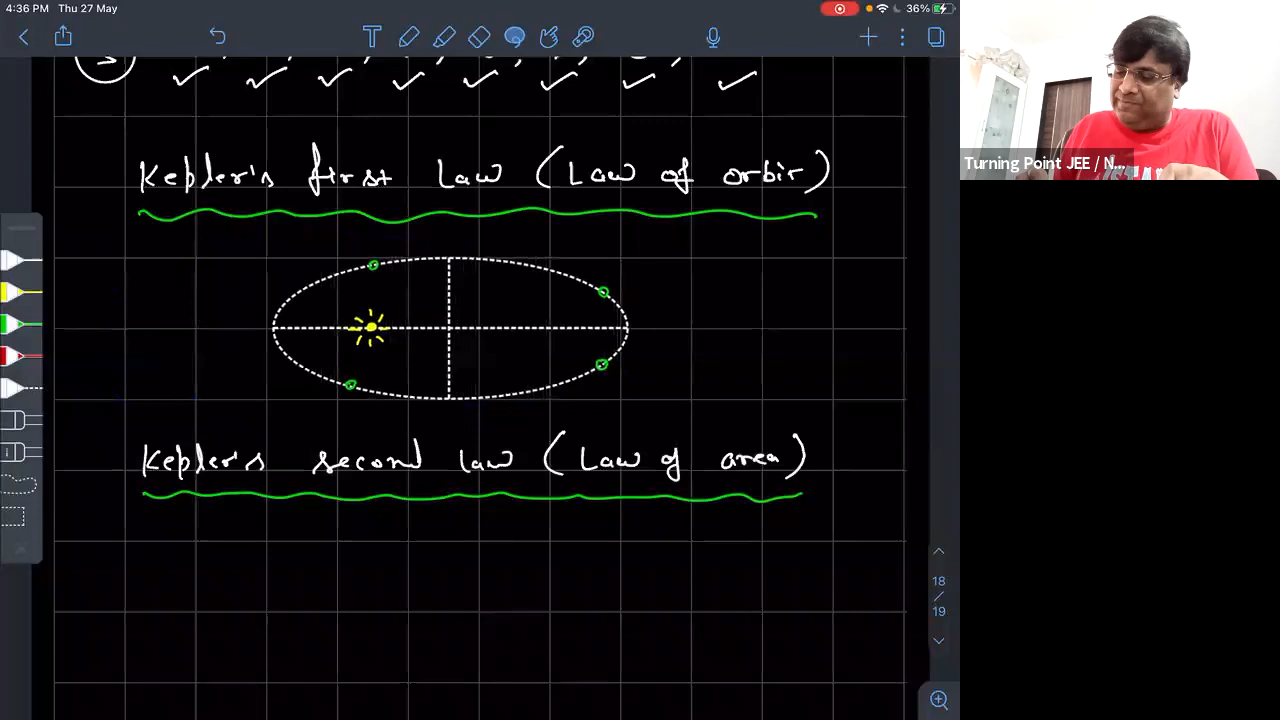 4:36 PM Thu 27 May
36%
Kepler's first Law (Law of orbit)
Kepler's second law (Law of area)
18
/
19
Turning Point JEE / N...